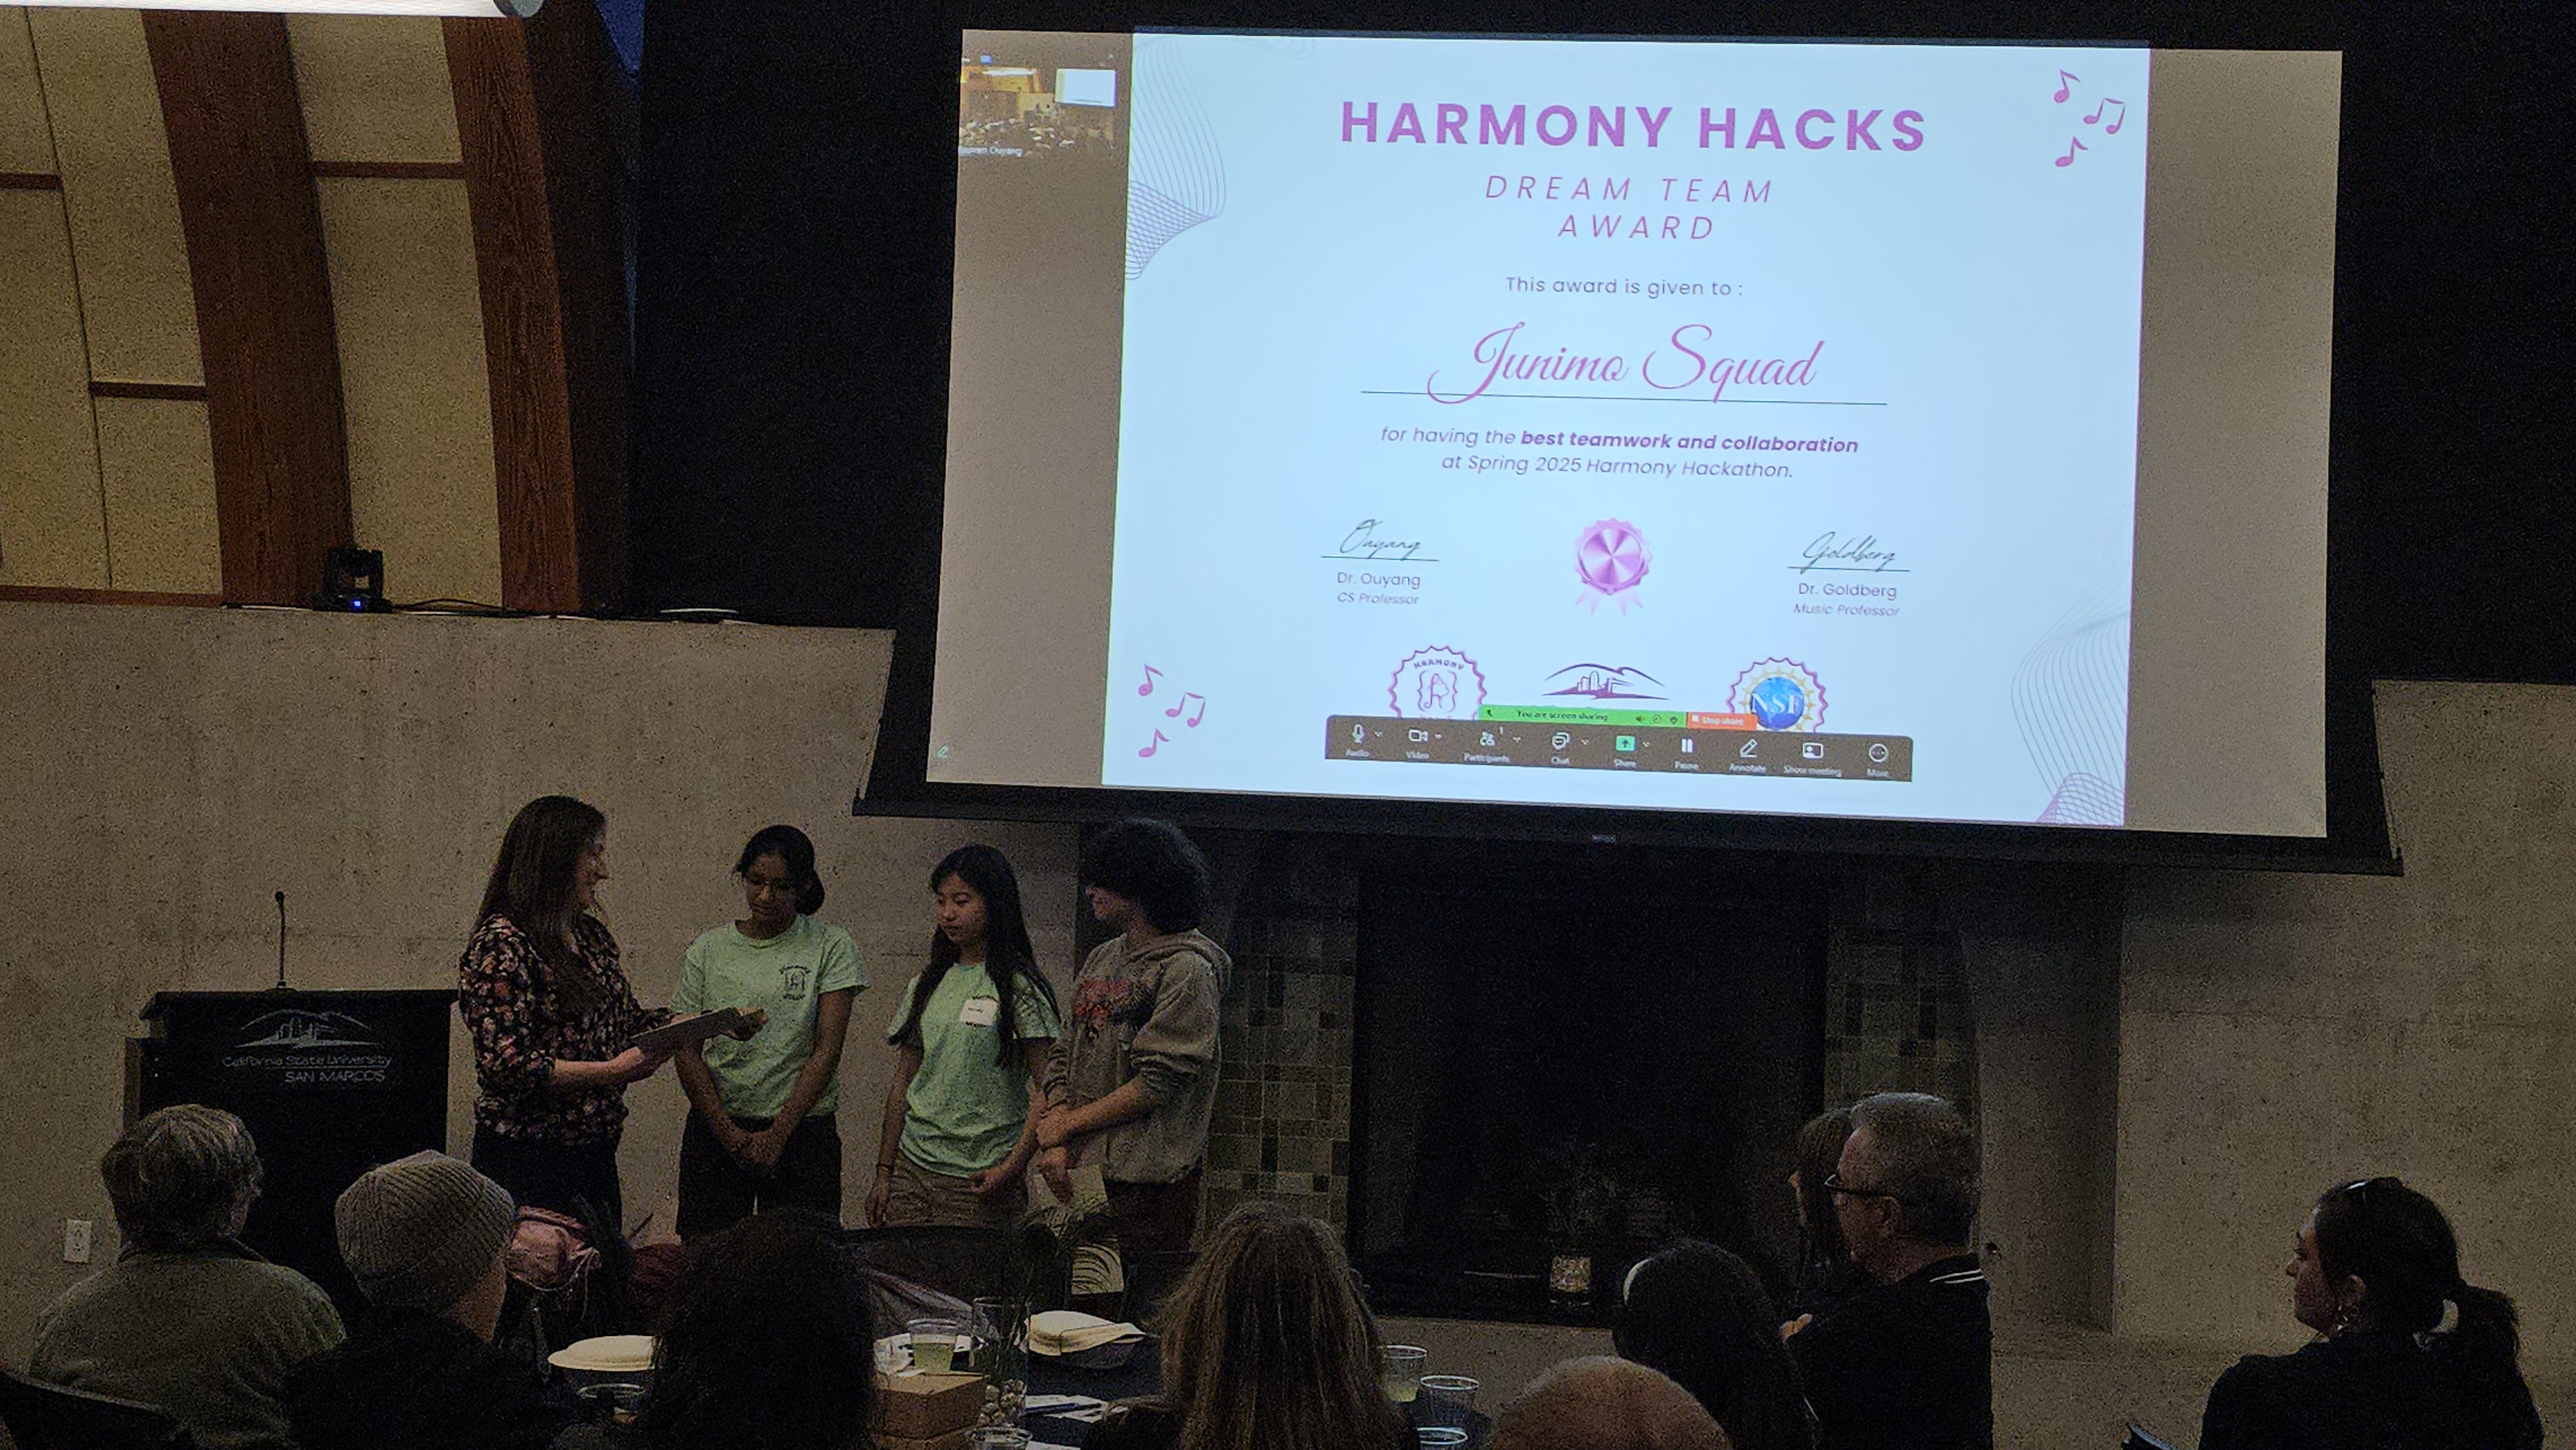 HARMONY HACKS
DREAM TEAM
AWARD
This award is given to :
Junimo Squad
for having the best teamwork and collaboration
at Spring 2025 Harmony Hackathon.
Ouyang
Goldberg
Dr. Ouyang
CS Professor
Dr. Goldberg
Music Professor
HARMONY
NSF
You are screen sharing
Stop share
Audio
Video
Participants
1
Chat
Share
Pause
Annotate
Show meeting
More
Ouyang
California State University
SAN MARCOS